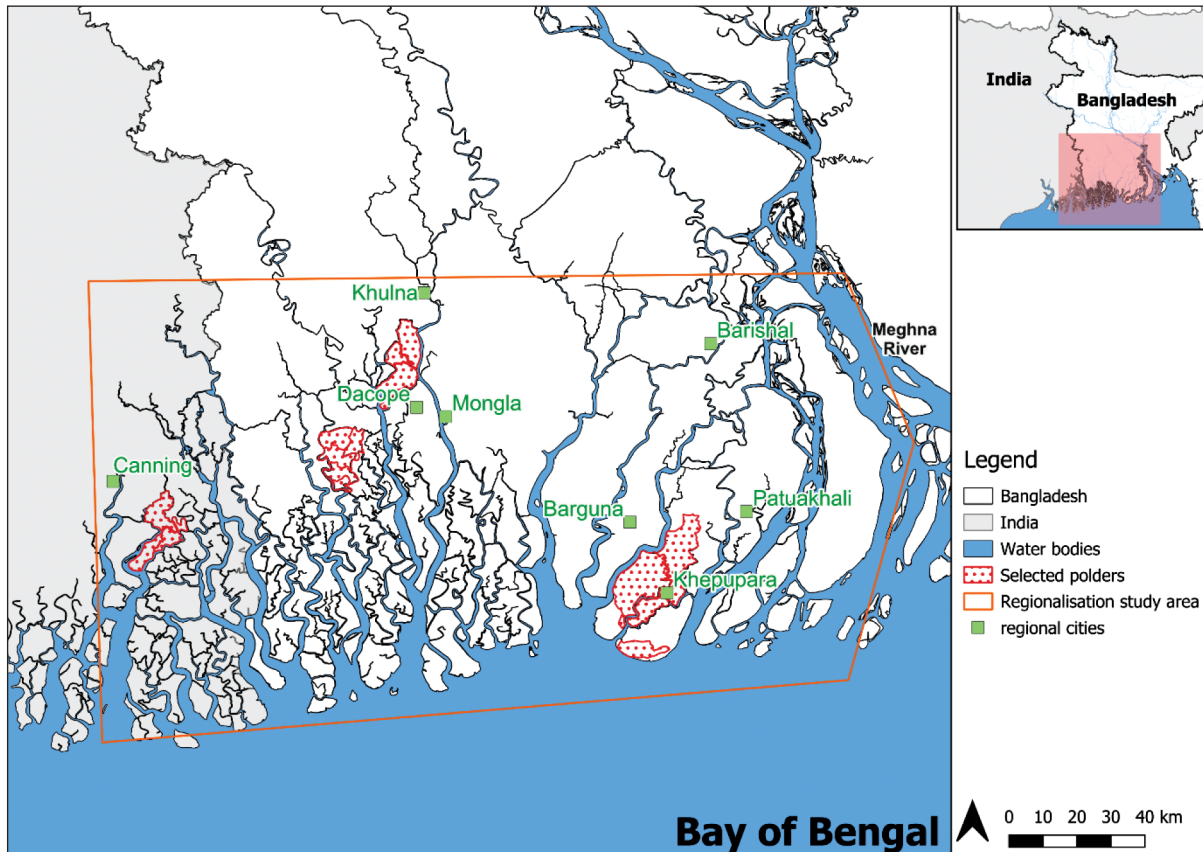 India
Bangladesh
Khulna
Barishal
Meghna
River
Dacope
Mongla
Canning
Barguna
Patuakhali
Khepupara
Bay of Bengal
Legend
Bangladesh
India
Water bodies
Selected polders
Regionalisation study area
regional cities
0 10 20 30 40 km